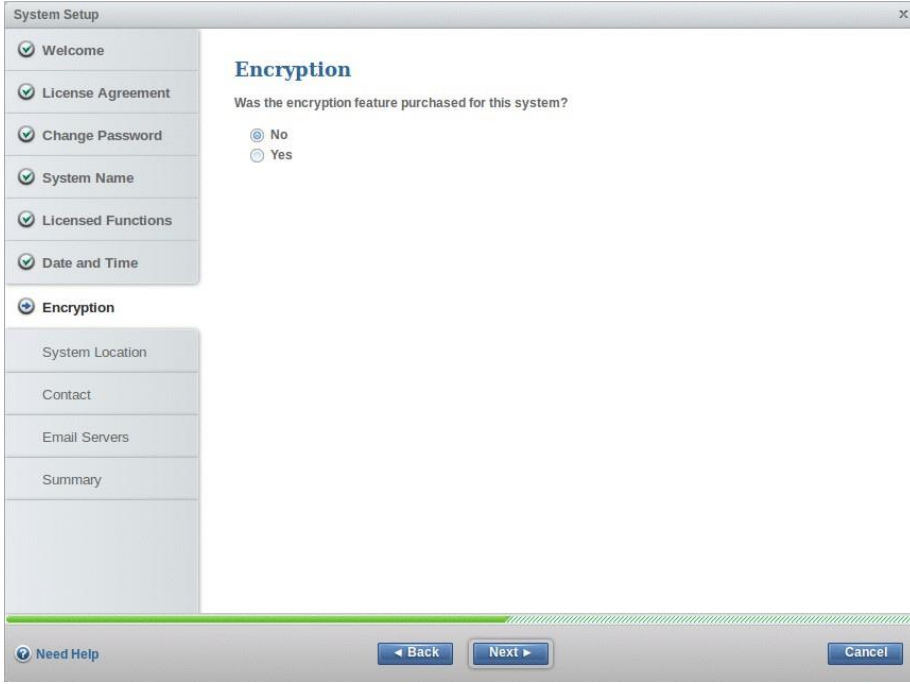 System Setup
x
Welcome
License Agreement
Change Password
System Name
Licensed Functions
Date and Time
Encryption
System Location
Contact
Email Servers
Summary
Encryption
Was the encryption feature purchased for this system?
No
Yes
Need Help
Back
Next
Cancel